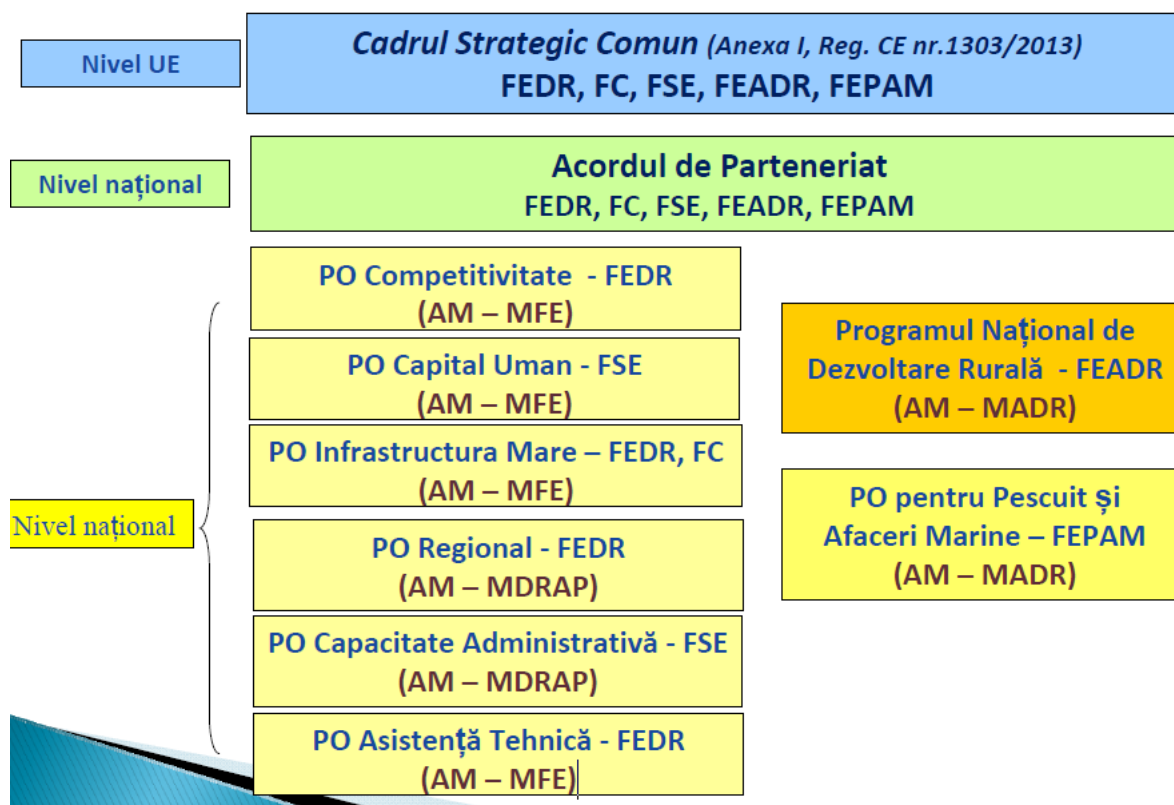 Nivel UE
Cadrul Strategic Comun (Anexa I, Reg. CE nr.1303/2013)
FEDR, FC, FSE, FEADR, FEPAM
Nivel național
Acordul de Parteneriat
FEDR, FC, FSE, FEADR, FEPAM
Nivel național
PO Competitivitate - FEDR
(AM – MFE)
PO Capital Uman - FSE
(AM – MFE)
PO Infrastructura Mare – FEDR, FC
(AM – MFE)
PO Regional - FEDR
(AM – MDRAP)
PO Capacitate Administrativă - FSE
(AM – MDRAP)
PO Asistență Tehnică - FEDR
(AM – MFE)
Programul Național de
Dezvoltare Rurală - FEADR
(AM – MADR)
PO pentru Pescuit și
Afaceri Marine – FEPAM
(AM – MADR)